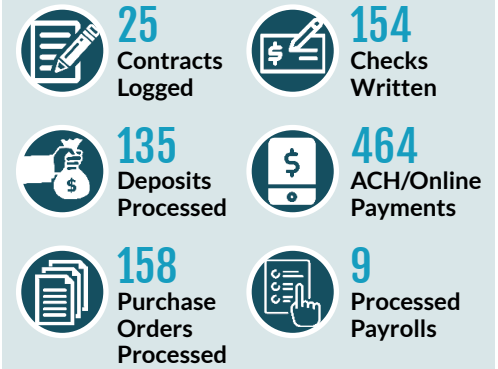 25
Contracts
Logged
154
Checks
Written
$
135
Deposits
Processed
$
464
ACH/Online
Payments
$
158
Purchase
Orders
Processed
9
Processed
Payrolls